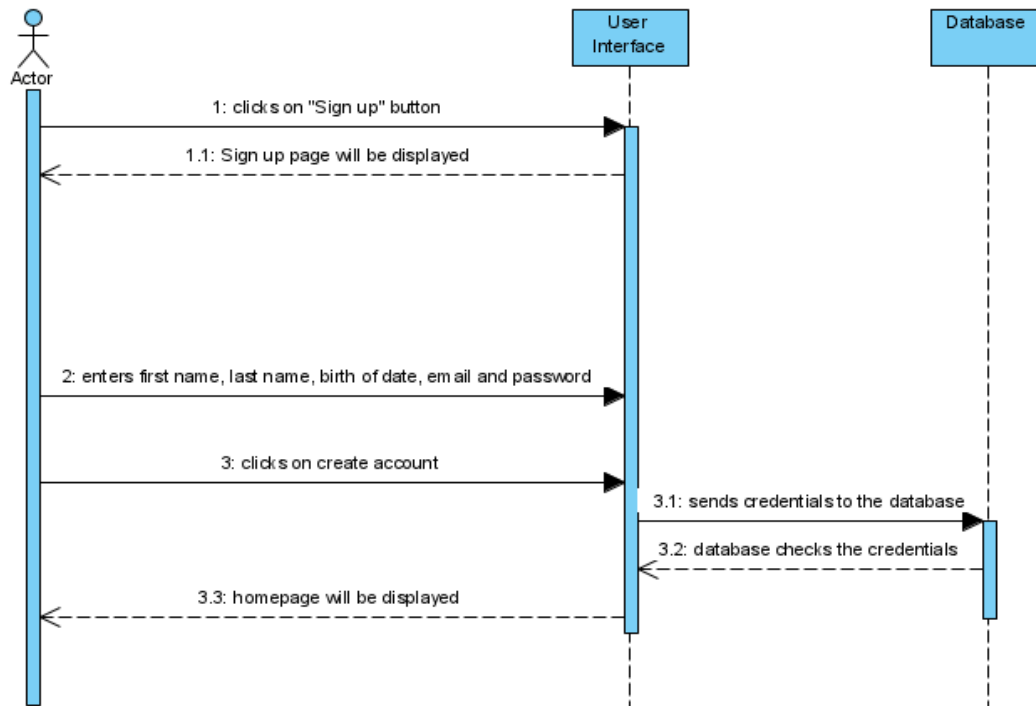 User
Interface
Database
Actor
1: clicks on "Sign up" button
1.1: Sign up page will be displayed
2: enters first name, last name, birth of date, email and password
3: clicks on create account
3.1: sends credentials to the database
3.2: database checks the credentials
3.3: homepage will be displayed